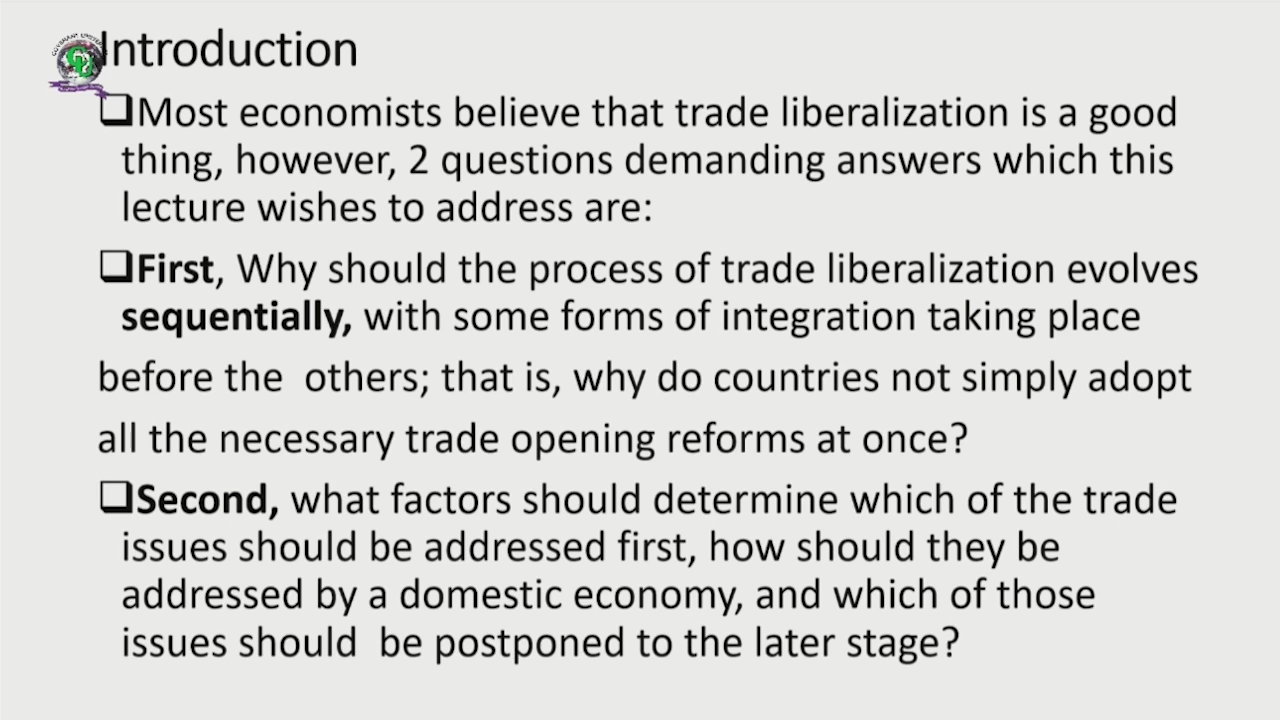 Introduction
❑Most economists believe that trade liberalization is a good
thing, however, 2 questions demanding answers which this
lecture wishes to address are:
❑First, Why should the process of trade liberalization evolves
sequentially, with some forms of integration taking place
before the  others; that is, why do countries not simply adopt
all the necessary trade opening reforms at once?
❑Second, what factors should determine which of the trade
issues should be addressed first, how should they be
addressed by a domestic economy, and which of those
issues should  be postponed to the later stage?